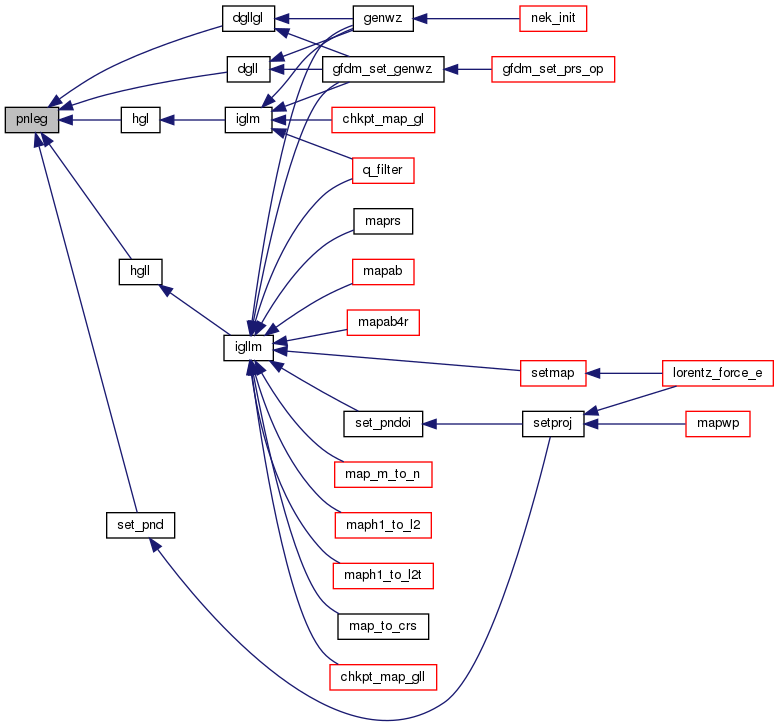 dgllgl
genwz
nek_init
dgll
gfdm_set_genwz
gfdm_set_prs_op
pnleg
hgl
iglm
chkpt_map_gl
q_filter
maprs
hgll
mapab
mapab4r
igllm
setmap
lorentz_force_e
set_pndoi
setproj
mapwp
map_m_to_n
set_pnd
maph1_to_l2
maph1_to_l2t
map_to_crs
chkpt_map_gll